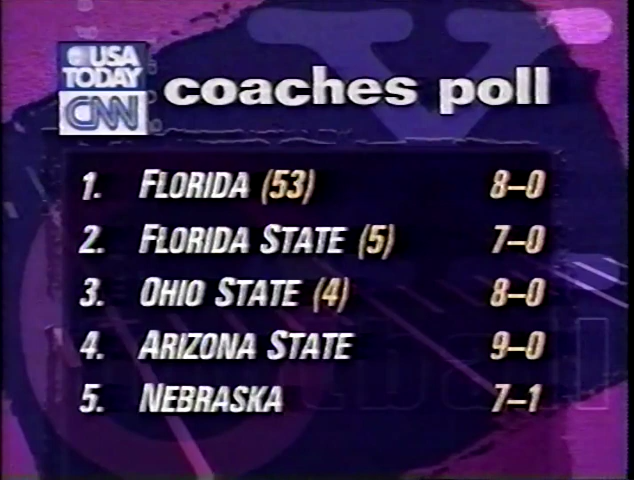 USA
TODAY
CNN
coaches poll
1. FLORIDA (53) 8–0
2. FLORIDA STATE (5) 7–0
3. OHIO STATE (4) 8–0
4. ARIZONA STATE 9–0
5. NEBRASKA 7–1